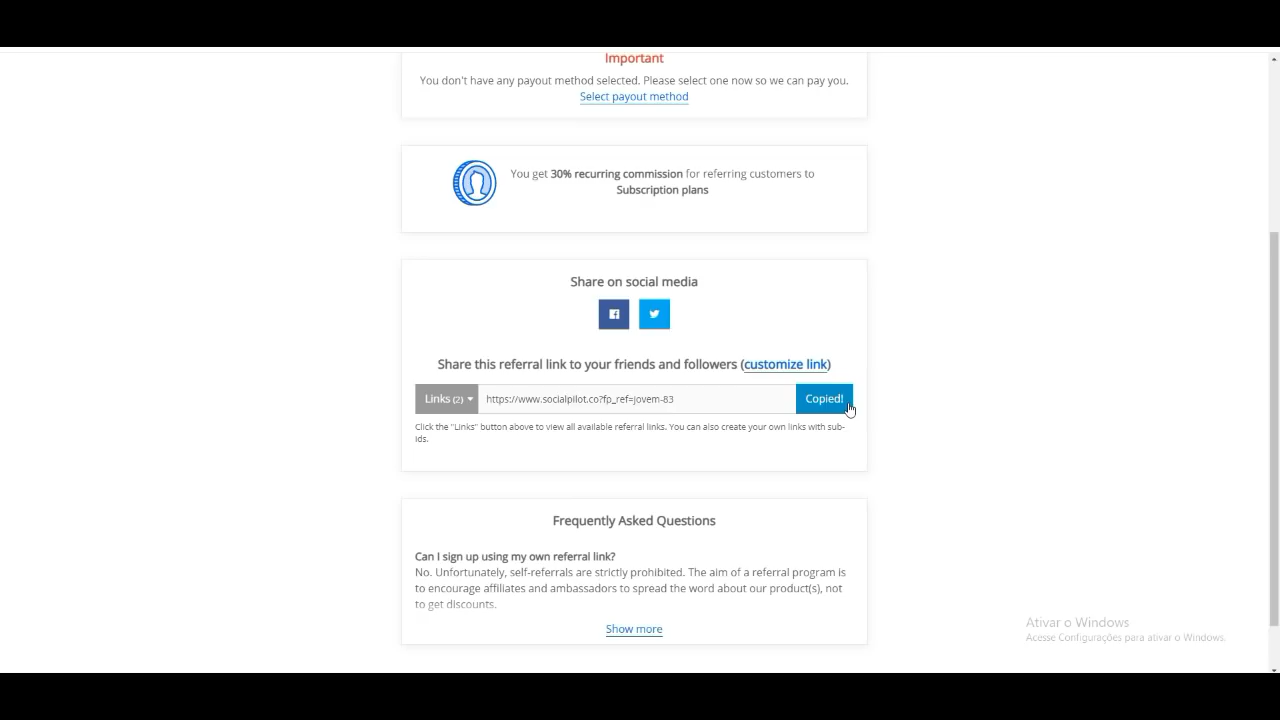 Important
You don't have any payout method selected. Please select one now so we can pay you.
Select payout method
You get 30% recurring commission for referring customers to
Subscription plans
Share on social media
Share this referral link to your friends and followers (customize link)
Links (2)
https://www.socialpilot.co?fp_ref=jovem-83
Copied!
Click the "Links" button above to view all available referral links. You can also create your own links with sub-
ids.
Frequently Asked Questions
Can I sign up using my own referral link?
No. Unfortunately, self-referrals are strictly prohibited. The aim of a referral program is
to encourage affiliates and ambassadors to spread the word about our product(s), not
to get discounts.
Show more
Ativar o Windows
Acesse Configurações para ativar o Windows.